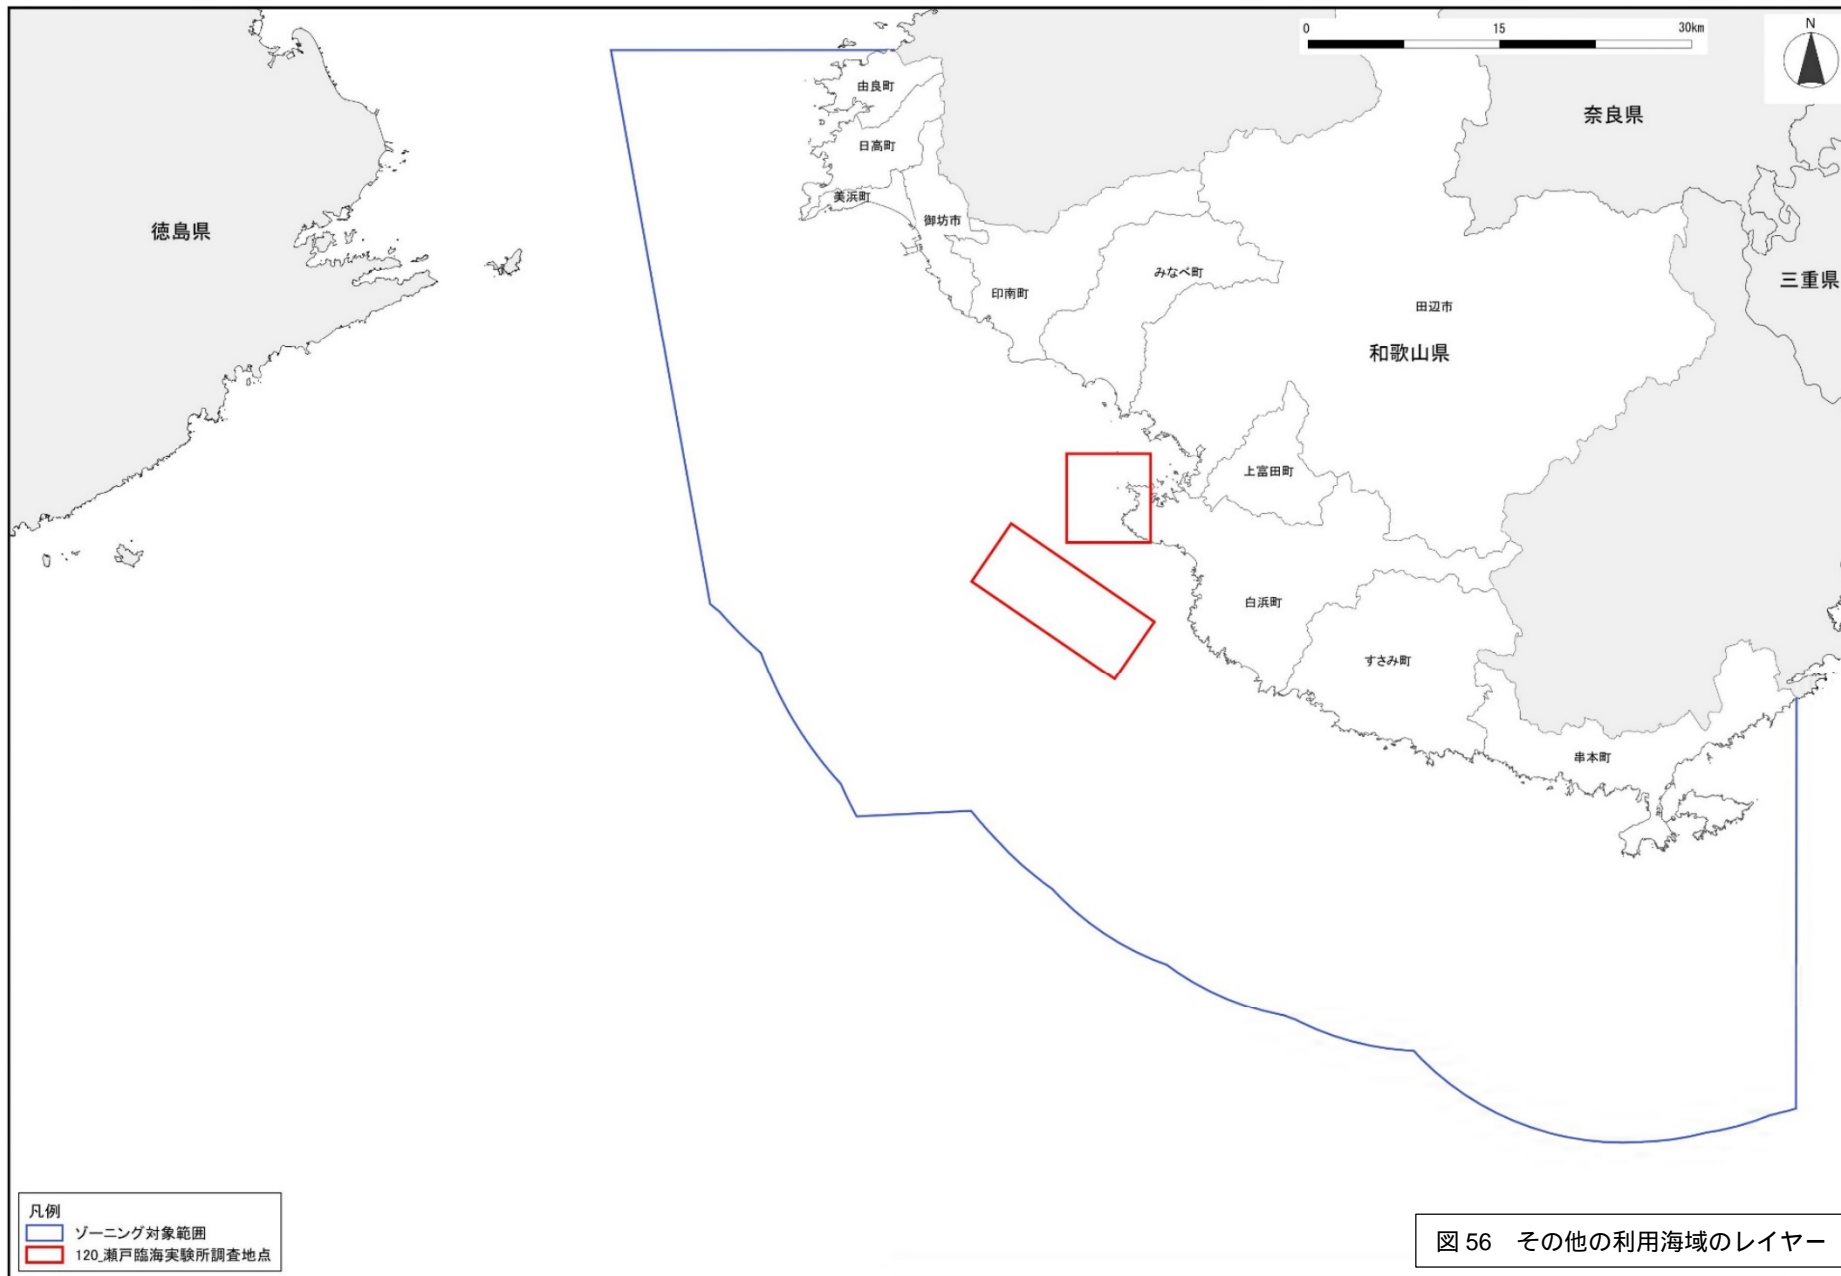 0 15 30km
N
由良町
奈良県
日高町
美浜町
御坊市
徳島県
みなべ町
三重県
印南町
田辺市
和歌山県
上富田町
白浜町
すさみ町
串本町
凡例
ゾーニング対象範囲
120_瀬戸臨海実験所調査地点
図 56 その他の利用海域のレイヤー